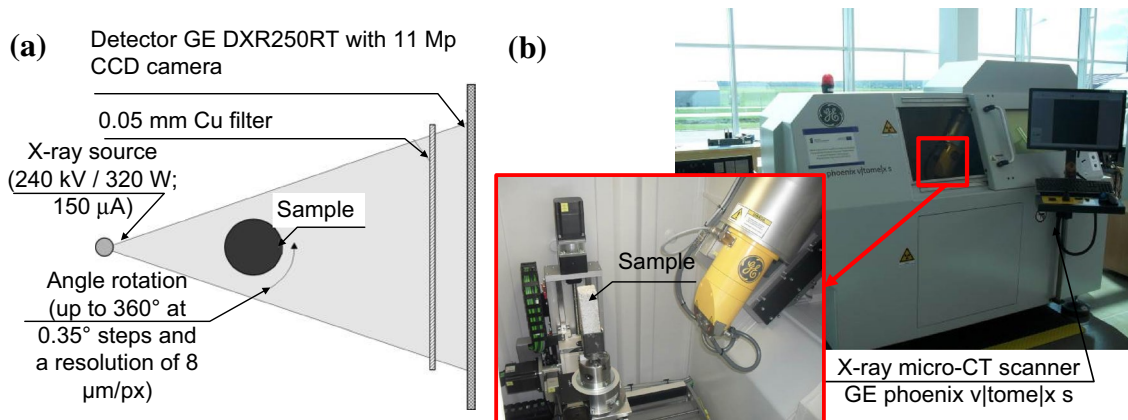 (a)
Detector GE DXR250RT with 11 Mp
CCD camera
0.05 mm Cu filter
X-ray source
(240 kV / 320 W;
150 µA)
Sample
Angle rotation
(up to 360° at
0.35° steps and
a resolution of 8
µm/px)
(b)
phoenix v|tome|x s
Sample
X-ray micro-CT scanner
GE phoenix v|tome|x s